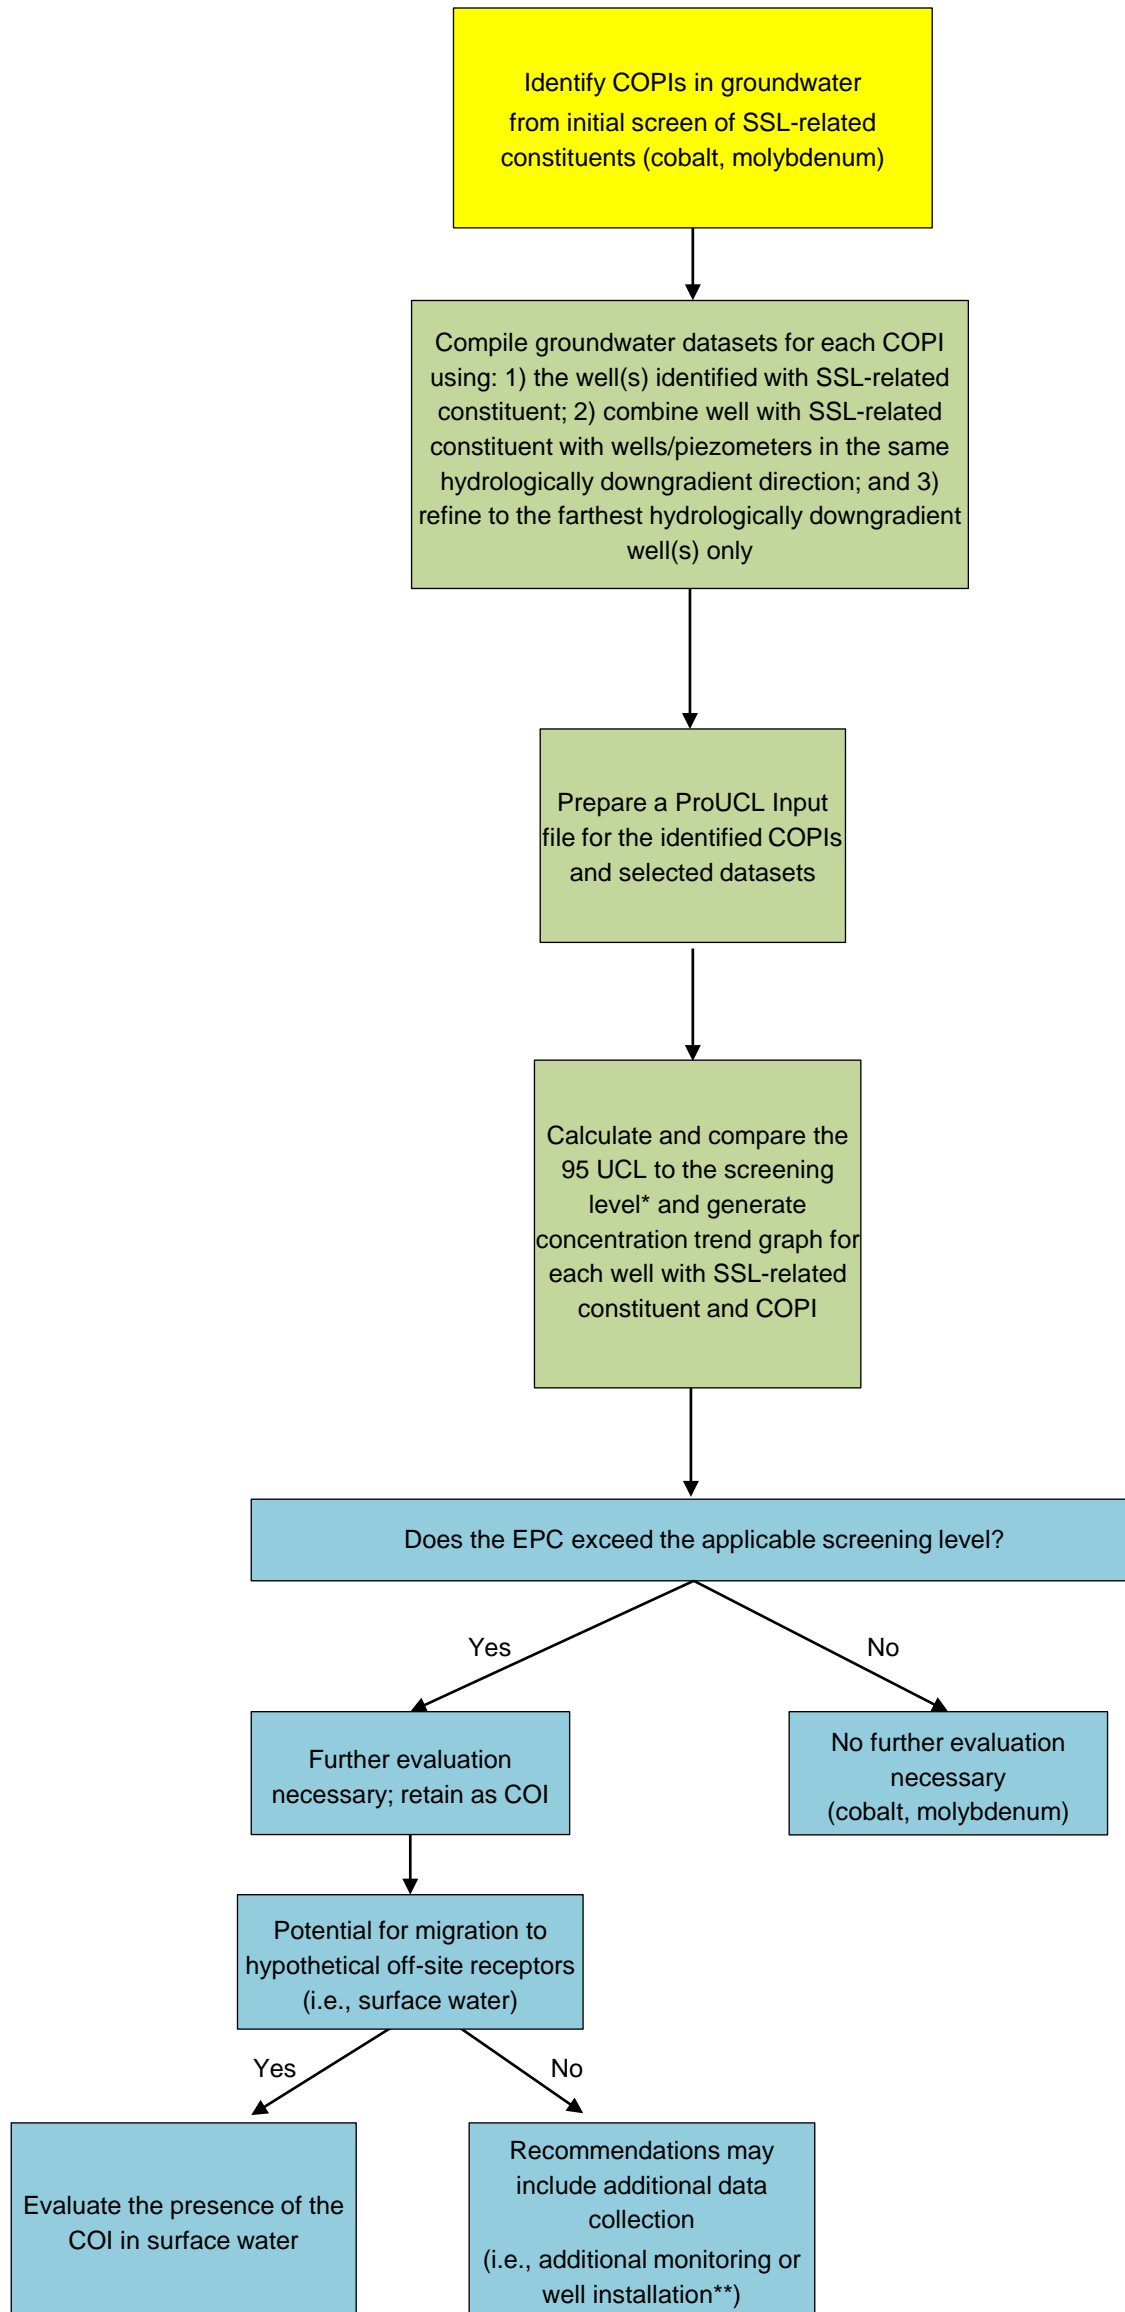 Identify COPIs in groundwater
from initial screen of SSL-related
constituents (cobalt, molybdenum)
Compile groundwater datasets for each COPI
using: 1) the well(s) identified with SSL-related
constituent; 2) combine well with SSL-related
constituent with wells/piezometers in the same
hydrologically downgradient direction; and 3)
refine to the farthest hydrologically downgradient
well(s) only
Prepare a ProUCL Input
file for the identified COPIs
and selected datasets
Calculate and compare the
95 UCL to the screening
level* and generate
concentration trend graph for
each well with SSL-related
constituent and COPI
Does the EPC exceed the applicable screening level?
Yes
No
Further evaluation
necessary; retain as COI
No further evaluation
necessary
(cobalt, molybdenum)
Potential for migration to
hypothetical off-site receptors
(i.e., surface water)
Yes
No
Evaluate the presence of the
COI in surface water
Recommendations may
include additional data
collection
(i.e., additional monitoring or
well installation**)